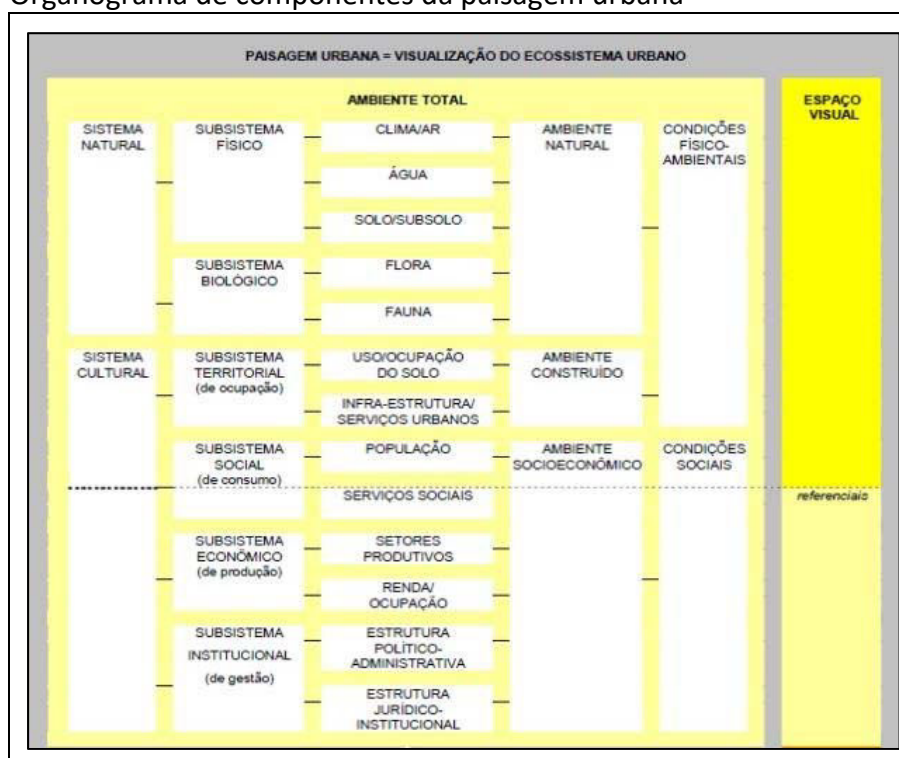 Organograma de componentes da paisagem urbana
PAISAGEM URBANA = VISUALIZAÇÃO DO ECOSSISTEMA URBANO
AMBIENTE TOTAL
ESPAÇO
VISUAL
SISTEMA
NATURAL
SUBSISTEMA
FÍSICO
CLIMA/AR
AMBIENTE
NATURAL
CONDIÇÕES
FÍSICO-
AMBIENTAIS
ÁGUA
SOLO/SUBSOLO
SUBSISTEMA
BIOLÓGICO
FLORA
FAUNA
SISTEMA
CULTURAL
SUBSISTEMA
TERRITORIAL
(de ocupação)
USO/OCUPAÇÃO
DO SOLO
AMBIENTE
CONSTRUÍDO
INFRA-ESTRUTURA/
SERVIÇOS URBANOS
SUBSISTEMA
SOCIAL
(de consumo)
POPULAÇÃO
AMBIENTE
SOCIOECONÔMICO
CONDIÇÕES
SOCIAIS
SERVIÇOS SOCIAIS
referenciais
SUBSISTEMA
ECONÔMICO
(de produção)
SETORES
PRODUTIVOS
RENDA/
OCUPAÇÃO
SUBSISTEMA
INSTITUCIONAL
(de gestão)
ESTRUTURA
POLÍTICO-
ADMINISTRATIVA
ESTRUTURA
JURÍDICO-
INSTITUCIONAL